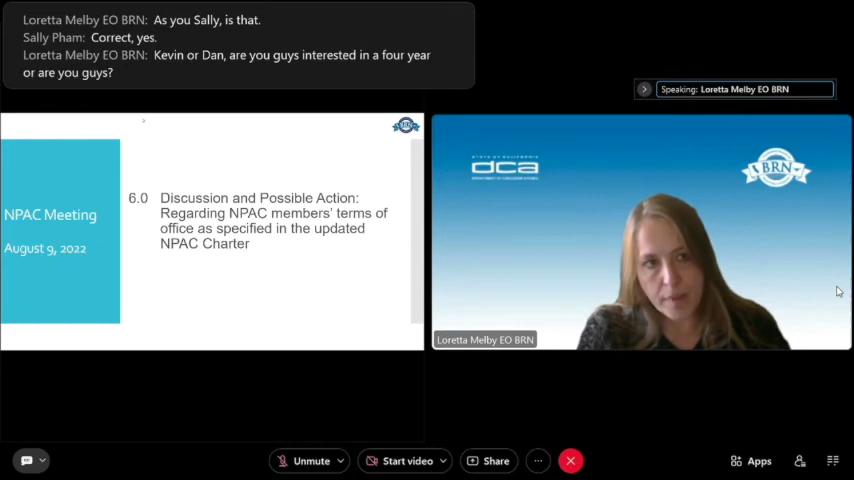 Loretta Melby EO BRN: As you Sally, is that.
Sally Pham: Correct, yes.
Loretta Melby EO BRN: Kevin or Dan, are you guys interested in a four year
or are you guys?
Speaking: Loretta Melby EO BRN
BRN
NPAC Meeting
August 9, 2022
6.0 Discussion and Possible Action:
Regarding NPAC members' terms of
office as specified in the updated
NPAC Charter
STATE OF CALIFORNIA
dca
DEPARTMENT OF CONSUMER AFFAIRS
BRN
Loretta Melby EO BRN
Unmute
Start video
Share
Apps